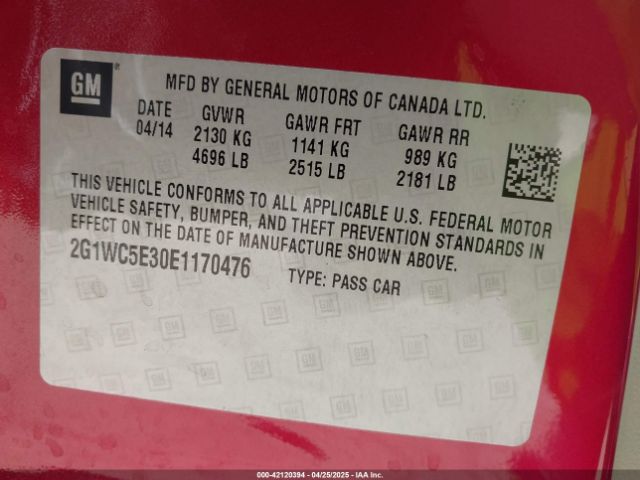 GM
MFD BY GENERAL MOTORS OF CANADA LTD.
DATE GVWR GAWR FRT GAWR RR
04/14 2130 KG 1141 KG 989 KG
4696 LB 2515 LB 2181 LB
THIS VEHICLE CONFORMS TO ALL APPLICABLE U.S. FEDERAL MOTOR
VEHICLE SAFETY, BUMPER, AND THEFT PREVENTION STANDARDS IN
EFFECT ON THE DATE OF MANUFACTURE SHOWN ABOVE.
2G1WC5E30E1170476 TYPE: PASS CAR
000-42120394 - 04/25/2025 - IAA Inc.